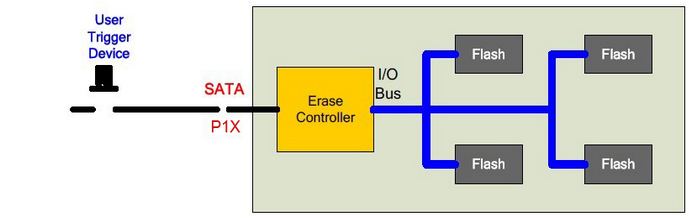 User
Trigger
Device
SATA
P1X
Erase
Controller
I/O
Bus
Flash
Flash
Flash
Flash